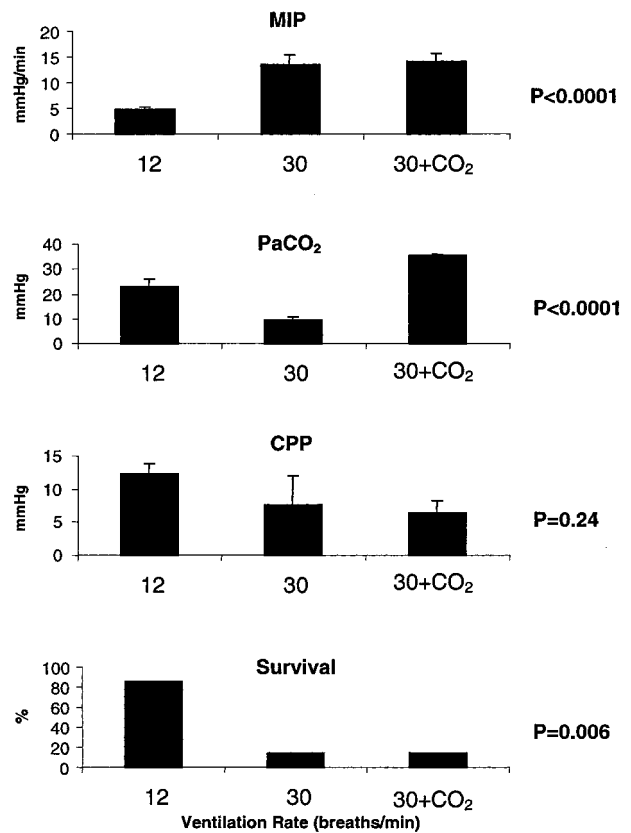 MIP
mmHg/min
20
15
10
5
0
12 30 30+CO₂
P<0.0001
PaCO₂
mmHg
40
30
20
10
0
12 30 30+CO₂
P<0.0001
CPP
mmHg
15
10
5
0
12 30 30+CO₂
P=0.24
Survival
%
100
80
60
40
20
0
12 30 30+CO₂
P=0.006
Ventilation Rate (breaths/min)